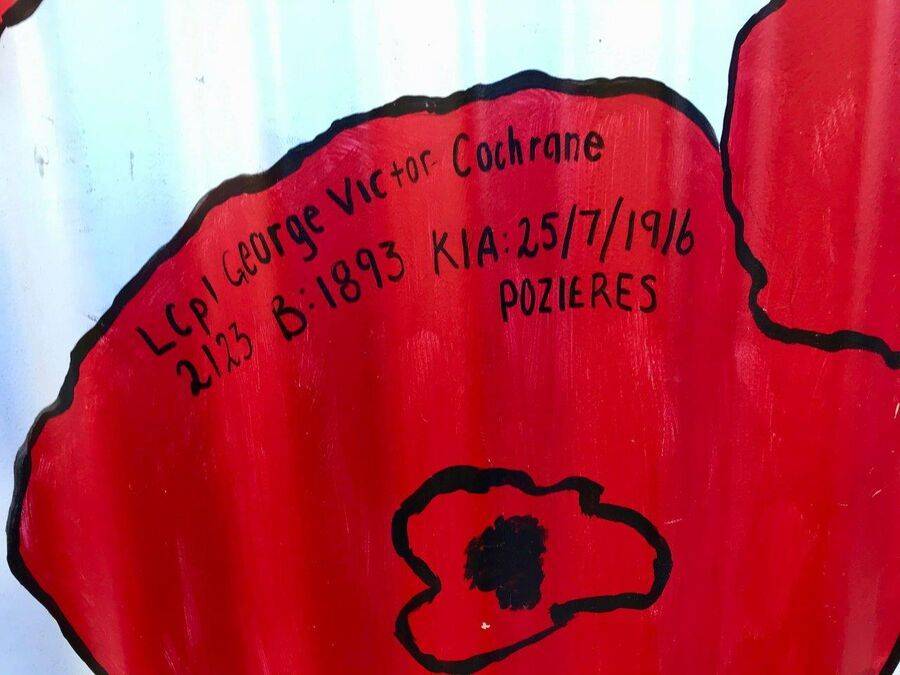 LCpl George Victor Cochrane
2123 B:1893 KIA:25/7/1916
POZIERES